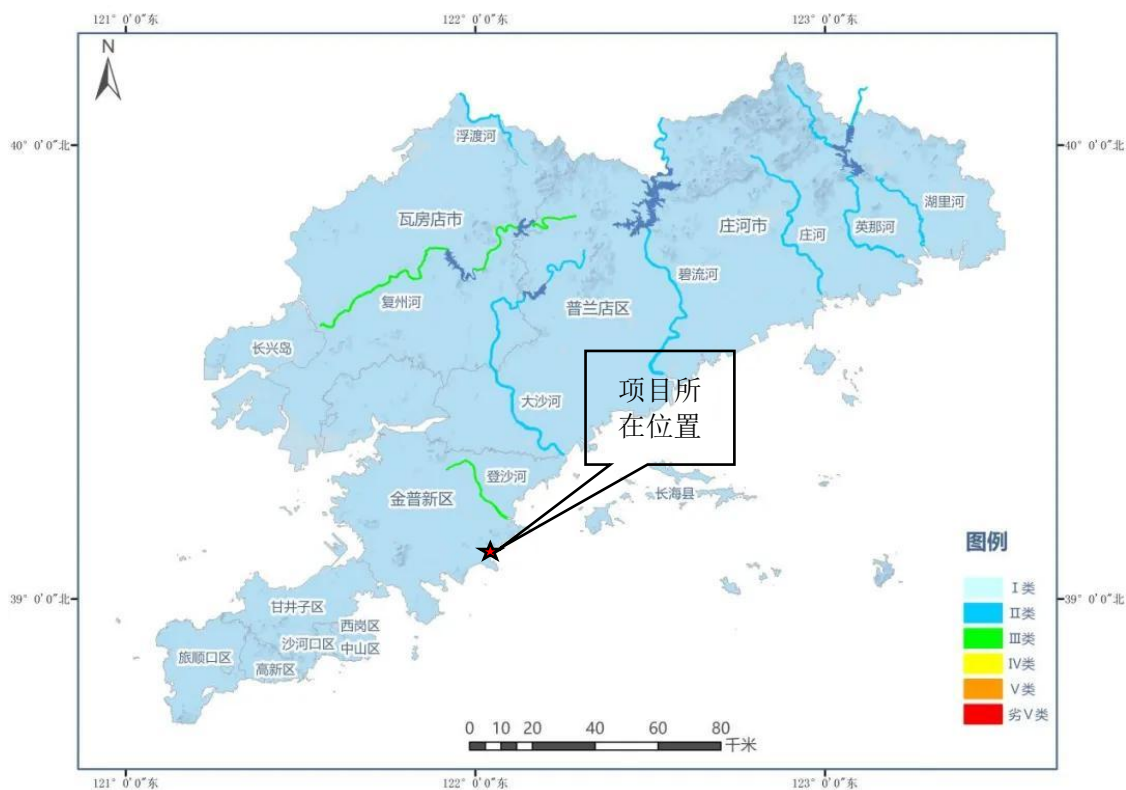 121° 0′0″东
122° 0′0″东
123° 0′0″东
N
40° 0′0″北
40° 0′0″北
浮渡河
瓦房店市
庄河市
湖里河
庄河
英那河
碧流河
复州河
普兰店区
长兴岛
大沙河
项目所
在位置
登沙河
金普新区
长海县
图例
39° 0′0″北
39° 0′0″北
I类
II类
III类
IV类
V类
劣V类
甘井子区
西岗区
沙河口区
中山区
旅顺口区
高新区
0 10 20 40 60 80
千米
121° 0′0″东
122° 0′0″东
123° 0′0″东